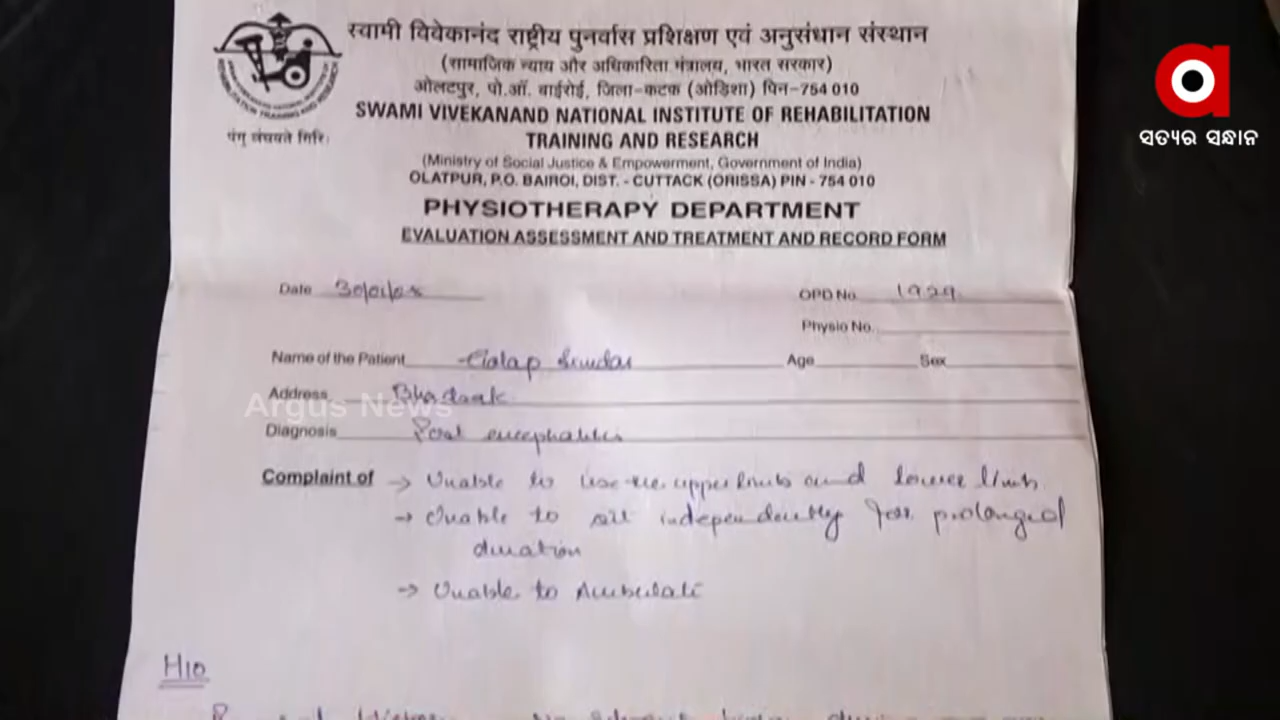 स्वामी विवेकानंद राष्ट्रीय पुनर्वास प्रशिक्षण एवं अनुसंधान संस्थान
(सामाजिक न्याय और अधिकारिता मंत्रालय, भारत सरकार)
ओलटपुर, पो.ऑ. बाईरोई, जिला-कटक (ओड़िशा) पिन-754 010
SWAMI VIVEKANAND NATIONAL INSTITUTE OF REHABILITATION
TRAINING AND RESEARCH
पंगु लंघयते गिरिं
(Ministry of Social Justice & Empowerment, Government of India)
OLATPUR, P.O. BAIROI, DIST. - CUTTACK (ORISSA) PIN - 754 010
PHYSIOTHERAPY DEPARTMENT
EVALUATION ASSESSMENT AND TREATMENT AND RECORD FORM
ସତ୍ୟର ସନ୍ଧାନ
Date
OPD No. 1929
Physio No.
Name of the Patient Age Sex
Address Bhadrak
Argus News
Diagnosis Post encephalitis
Complaint of → Unable to use the upper limbs and lower limb
→ Unable to sit independently for prolonged
duration
→ Unable to Ambulate
H/O